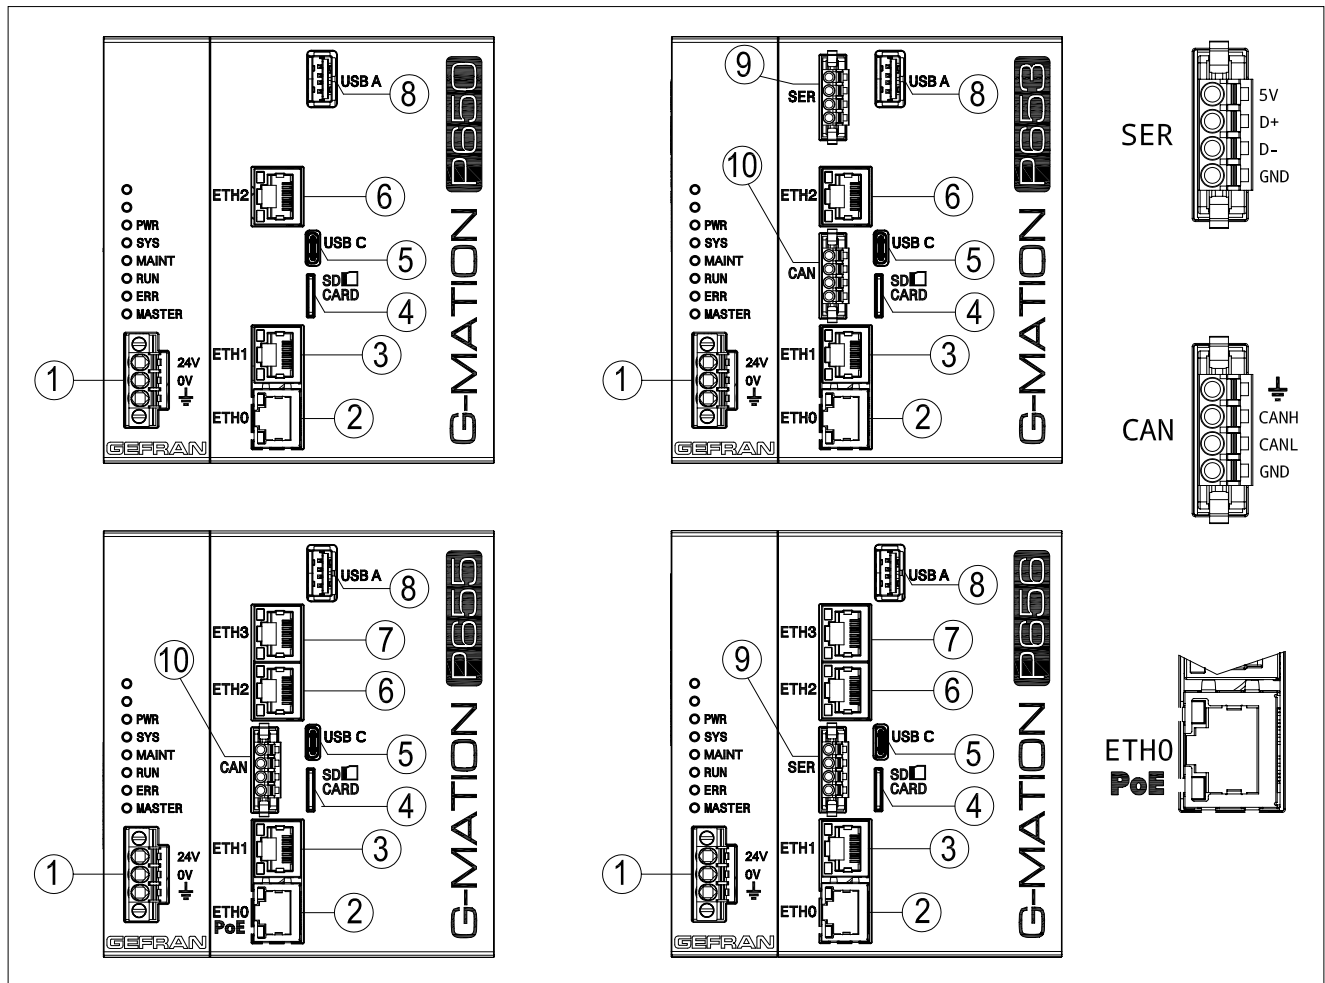 USB A
8
ETH2
6
PWR
SYS
MAINT
RUN
ERR
MASTER
USB C
5
SD
CARD
4
ETH1
3
1
24V
0V
ETH0
2
GEFRAN
G-MATION P650
9
SER
USB A
8
10
ETH2
6
PWR
SYS
MAINT
RUN
ERR
MASTER
CAN
USB C
5
SD
CARD
4
ETH1
3
1
24V
0V
ETH0
2
GEFRAN
G-MATION P653
SER
5V
D+
D-
GND
CAN
CANH
CANL
GND
USB A
8
ETH3
7
10
ETH2
6
PWR
SYS
MAINT
RUN
ERR
MASTER
CAN
USB C
5
SD
CARD
4
ETH1
3
1
24V
0V
ETH0
PoE
2
GEFRAN
G-MATION P655
USB A
8
ETH3
7
9
ETH2
6
PWR
SYS
MAINT
RUN
ERR
MASTER
SER
USB C
5
SD
CARD
4
ETH1
3
1
24V
0V
ETH0
2
GEFRAN
G-MATION P656
ETH0
PoE